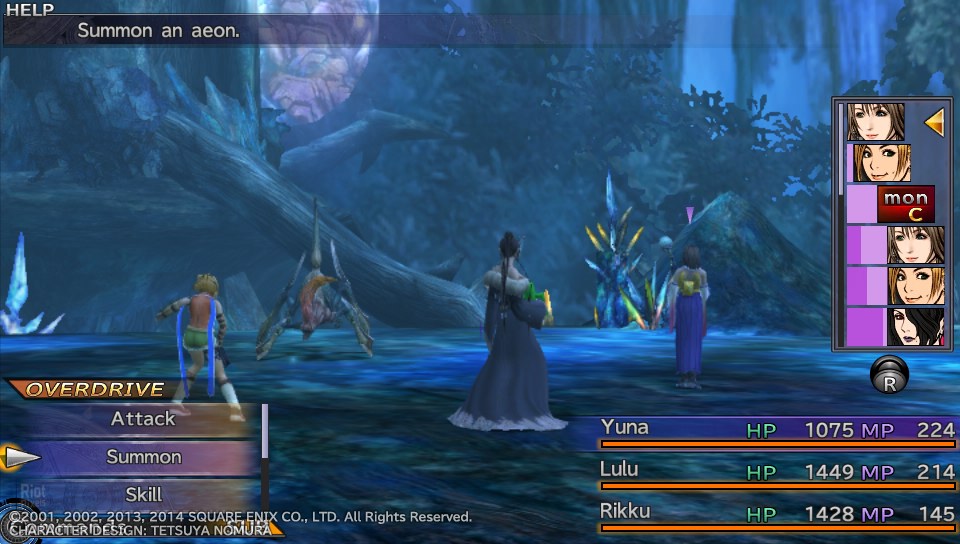 HELP
Summon an aeon.
mon
C
R
OVERDRIVE
Attack
Summon
Skill
Yuna HP 1075 MP 224
Lulu HP 1449 MP 214
Rikku HP 1428 MP 145
Riot
©2001, 2002, 2013, 2014 SQUARE ENIX CO., LTD. All Rights Reserved.
CHARACTER DESIGN: TETSUYA NOMURA